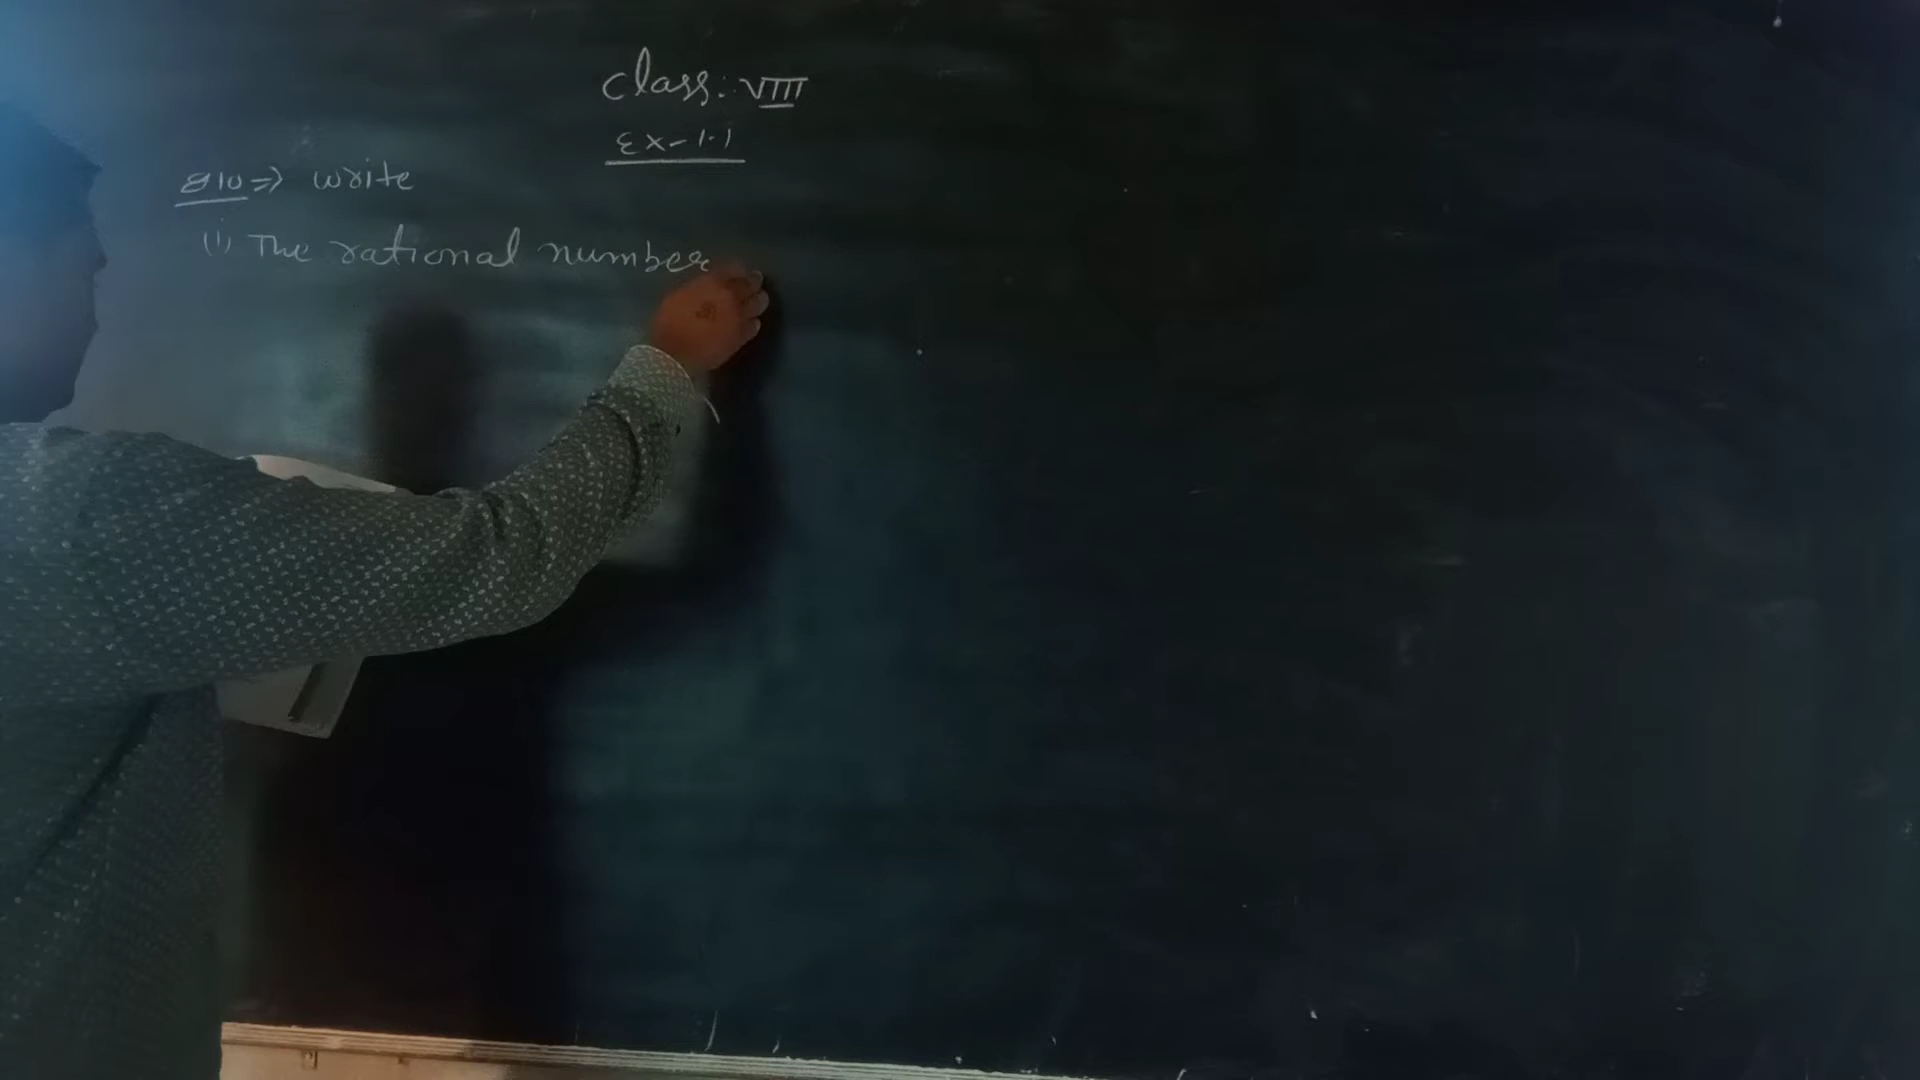 Class: VIII
Ex-1.1
Q10 => write
(i) The rational number